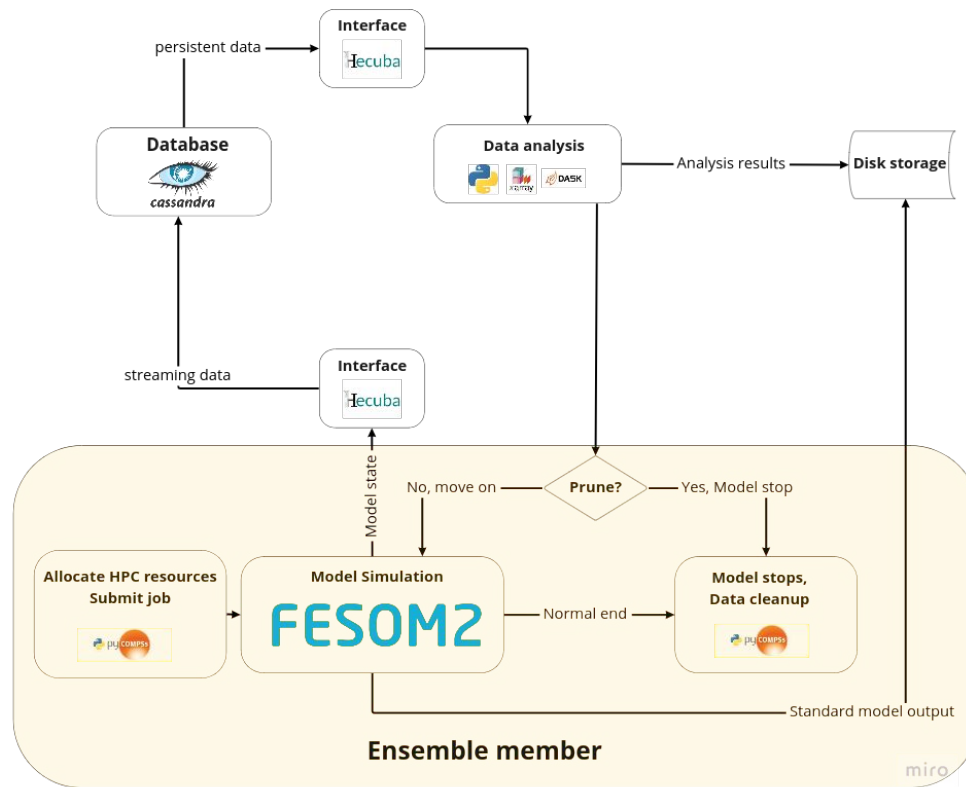 Interface
Hecuba
persistent data
Database
cassandra
Data analysis
xarray
DASK
Analysis results
Disk storage
Interface
Hecuba
streaming data
Model state
No, move on
Prune?
Yes, Model stop
Allocate HPC resources
Submit job
py COMPSs
Model Simulation
FESOM2
Normal end
Model stops,
Data cleanup
py COMPSs
Standard model output
Ensemble member
miro